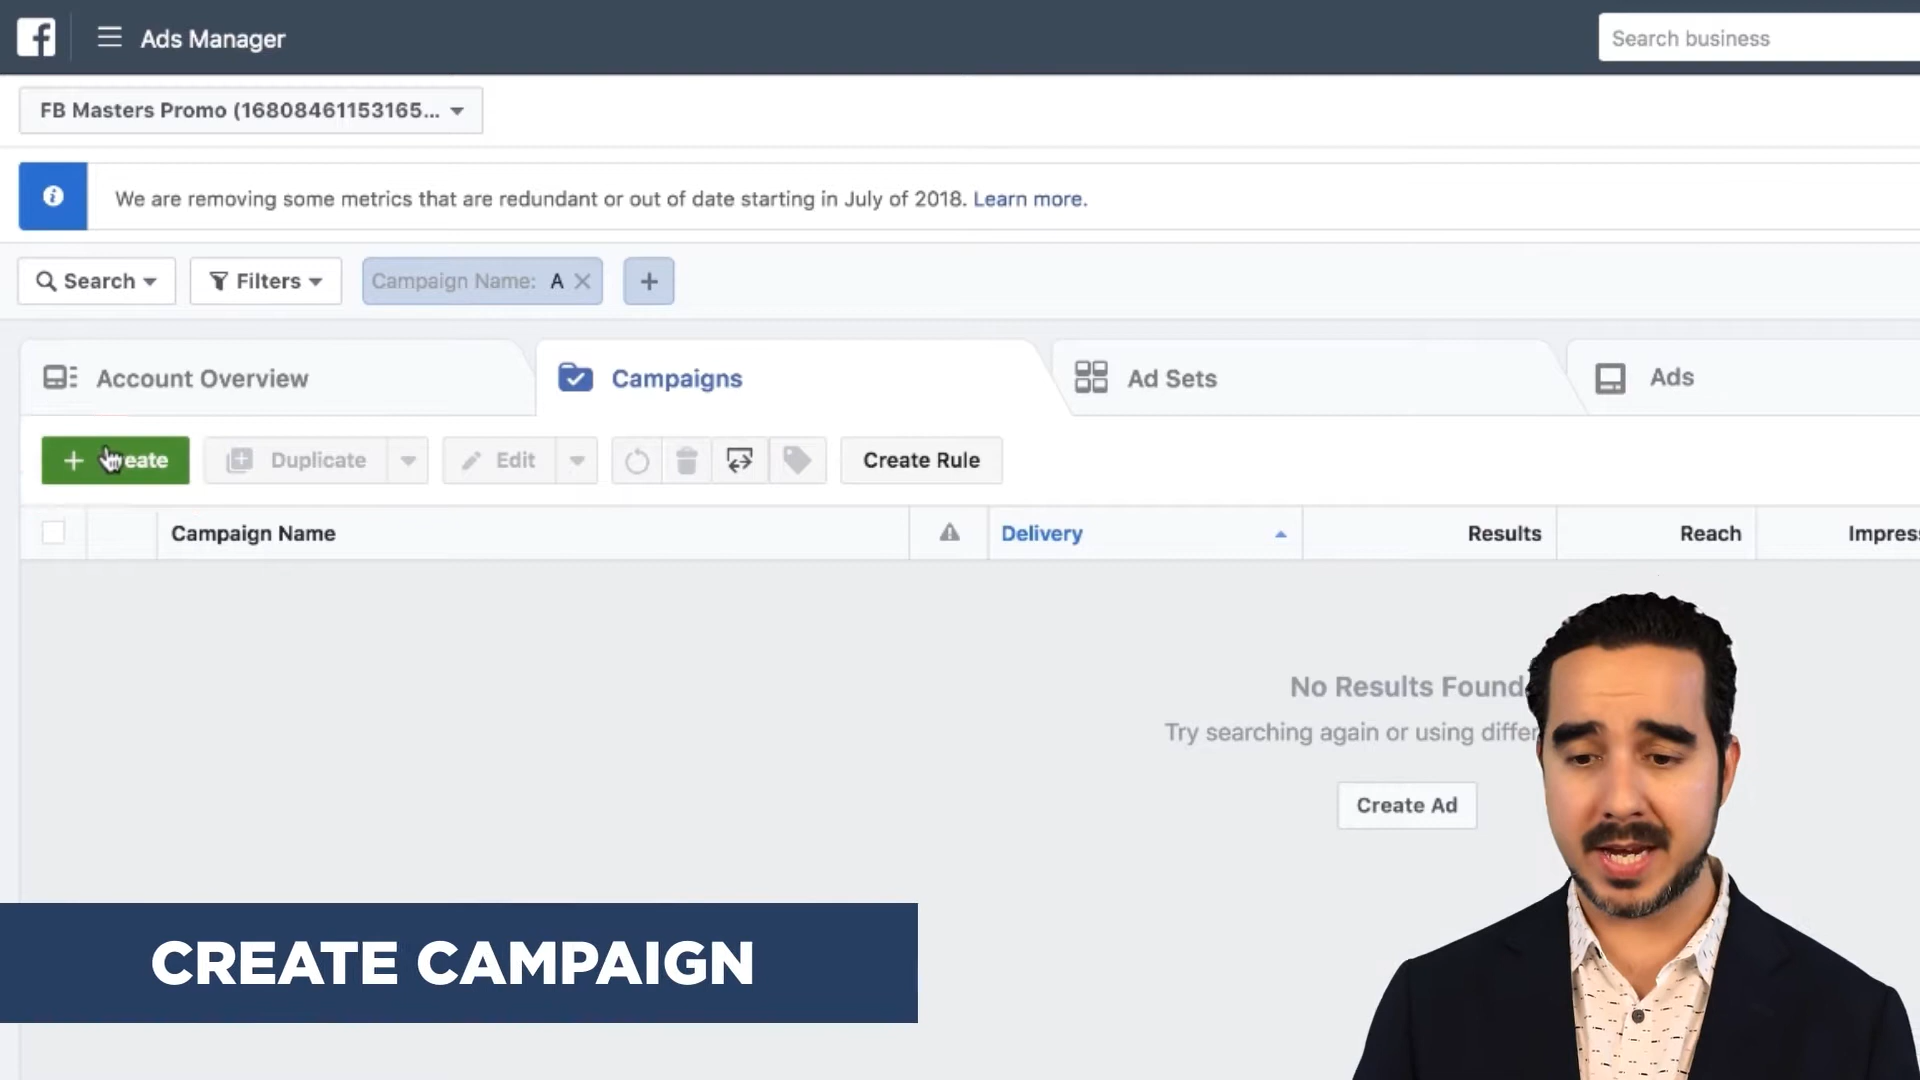 Ads Manager
Search business
FB Masters Promo (16808461153165...
We are removing some metrics that are redundant or out of date starting in July of 2018. Learn more.
Search
Filters
Campaign Name: A
Account Overview
Campaigns
Ad Sets
Ads
Duplicate
Edit
Create Rule
Campaign Name
Delivery
Results
Reach
No Results Found
Try searching again or using
Create Ad
CREATE CAMPAIGN